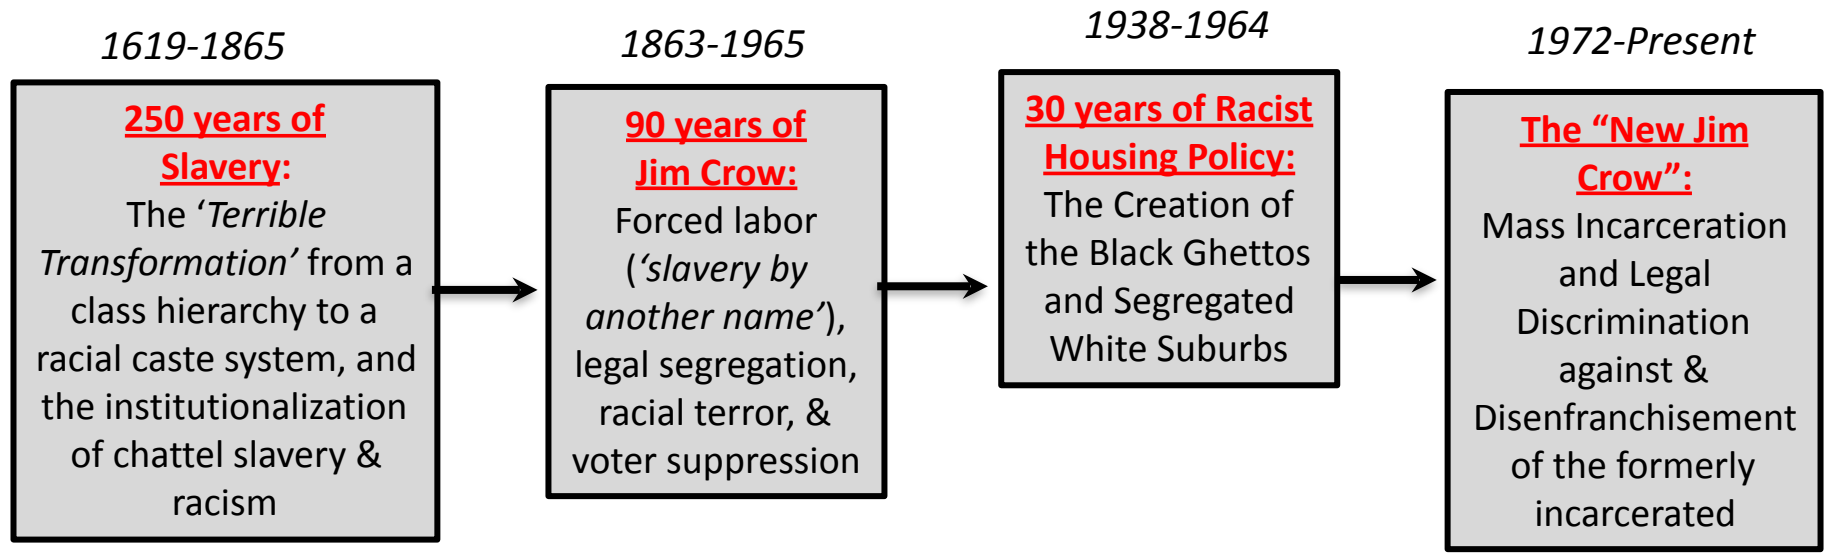 1619-1865
250 years of
Slavery:
The ‘Terrible
Transformation’ from a
class hierarchy to a
racial caste system, and
the institutionalization
of chattel slavery &
racism
1863-1965
90 years of
Jim Crow:
Forced labor
(‘slavery by
another name’),
legal segregation,
racial terror, &
voter suppression
1938-1964
30 years of Racist
Housing Policy:
The Creation of
the Black Ghettos
and Segregated
White Suburbs
1972-Present
The “New Jim
Crow”:
Mass Incarceration
and Legal
Discrimination
against &
Disenfranchisement
of the formerly
incarcerated